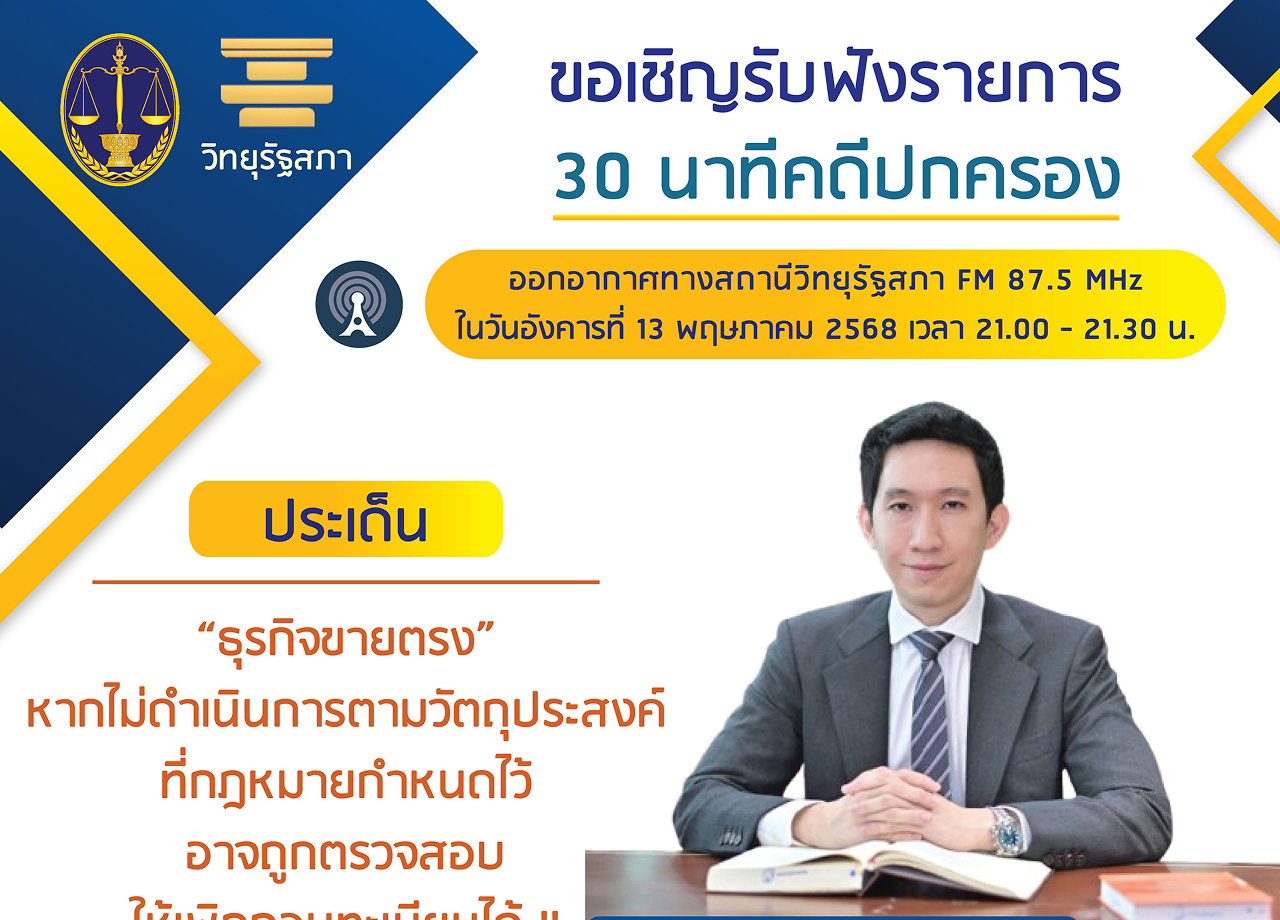 วิทยุรัฐสภา
ขอเชิญรับฟังรายการ
30 นาทีคดีปกครอง
ออกอากาศทางสถานีวิทยุรัฐสภา FM 87.5 MHz
ในวันอังคารที่ 13 พฤษภาคม 2568 เวลา 21.00 - 21.30 น.
ประเด็น
“ธุรกิจขายตรง”
หากไม่ดำเนินการตามวัตถุประสงค์
ที่กฎหมายกำหนดไว้
อาจถูกตรวจสอบ